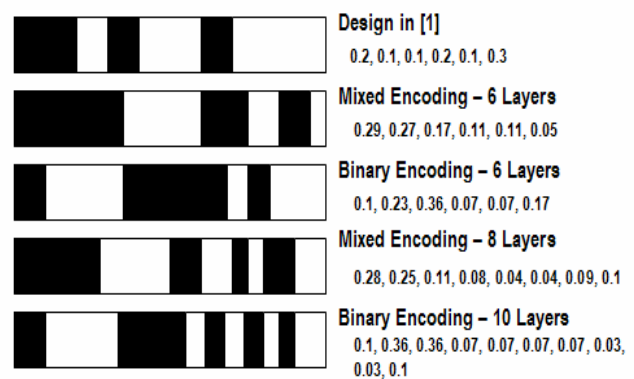 Design in [1]
0.2, 0.1, 0.1, 0.2, 0.1, 0.3
Mixed Encoding – 6 Layers
0.29, 0.27, 0.17, 0.11, 0.11, 0.05
Binary Encoding – 6 Layers
0.1, 0.23, 0.36, 0.07, 0.07, 0.17
Mixed Encoding – 8 Layers
0.28, 0.25, 0.11, 0.08, 0.04, 0.04, 0.09, 0.1
Binary Encoding – 10 Layers
0.1, 0.36, 0.36, 0.07, 0.07, 0.07, 0.07, 0.03,
0.03, 0.1